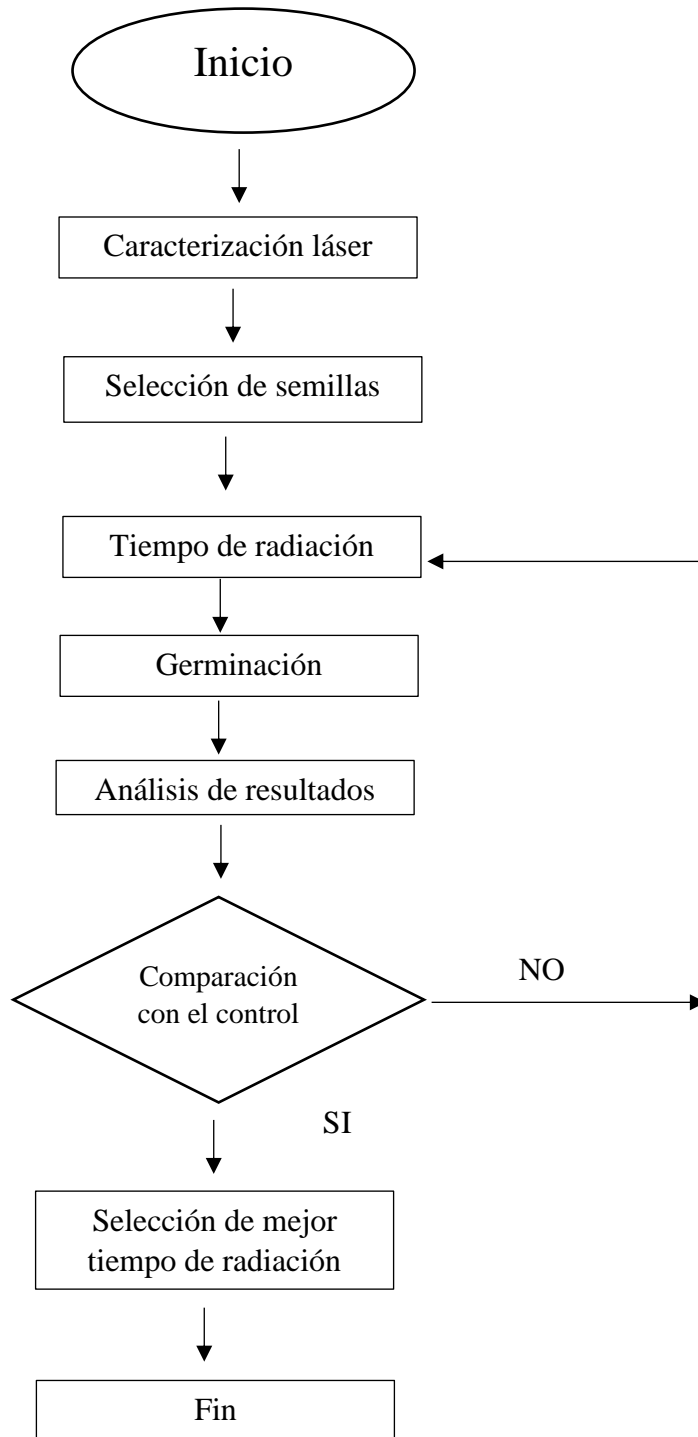 Inicio
Caracterización láser
Selección de semillas
Tiempo de radiación
Germinación
Análisis de resultados
Comparación
con el control
NO
SI
Selección de mejor
tiempo de radiación
Fin